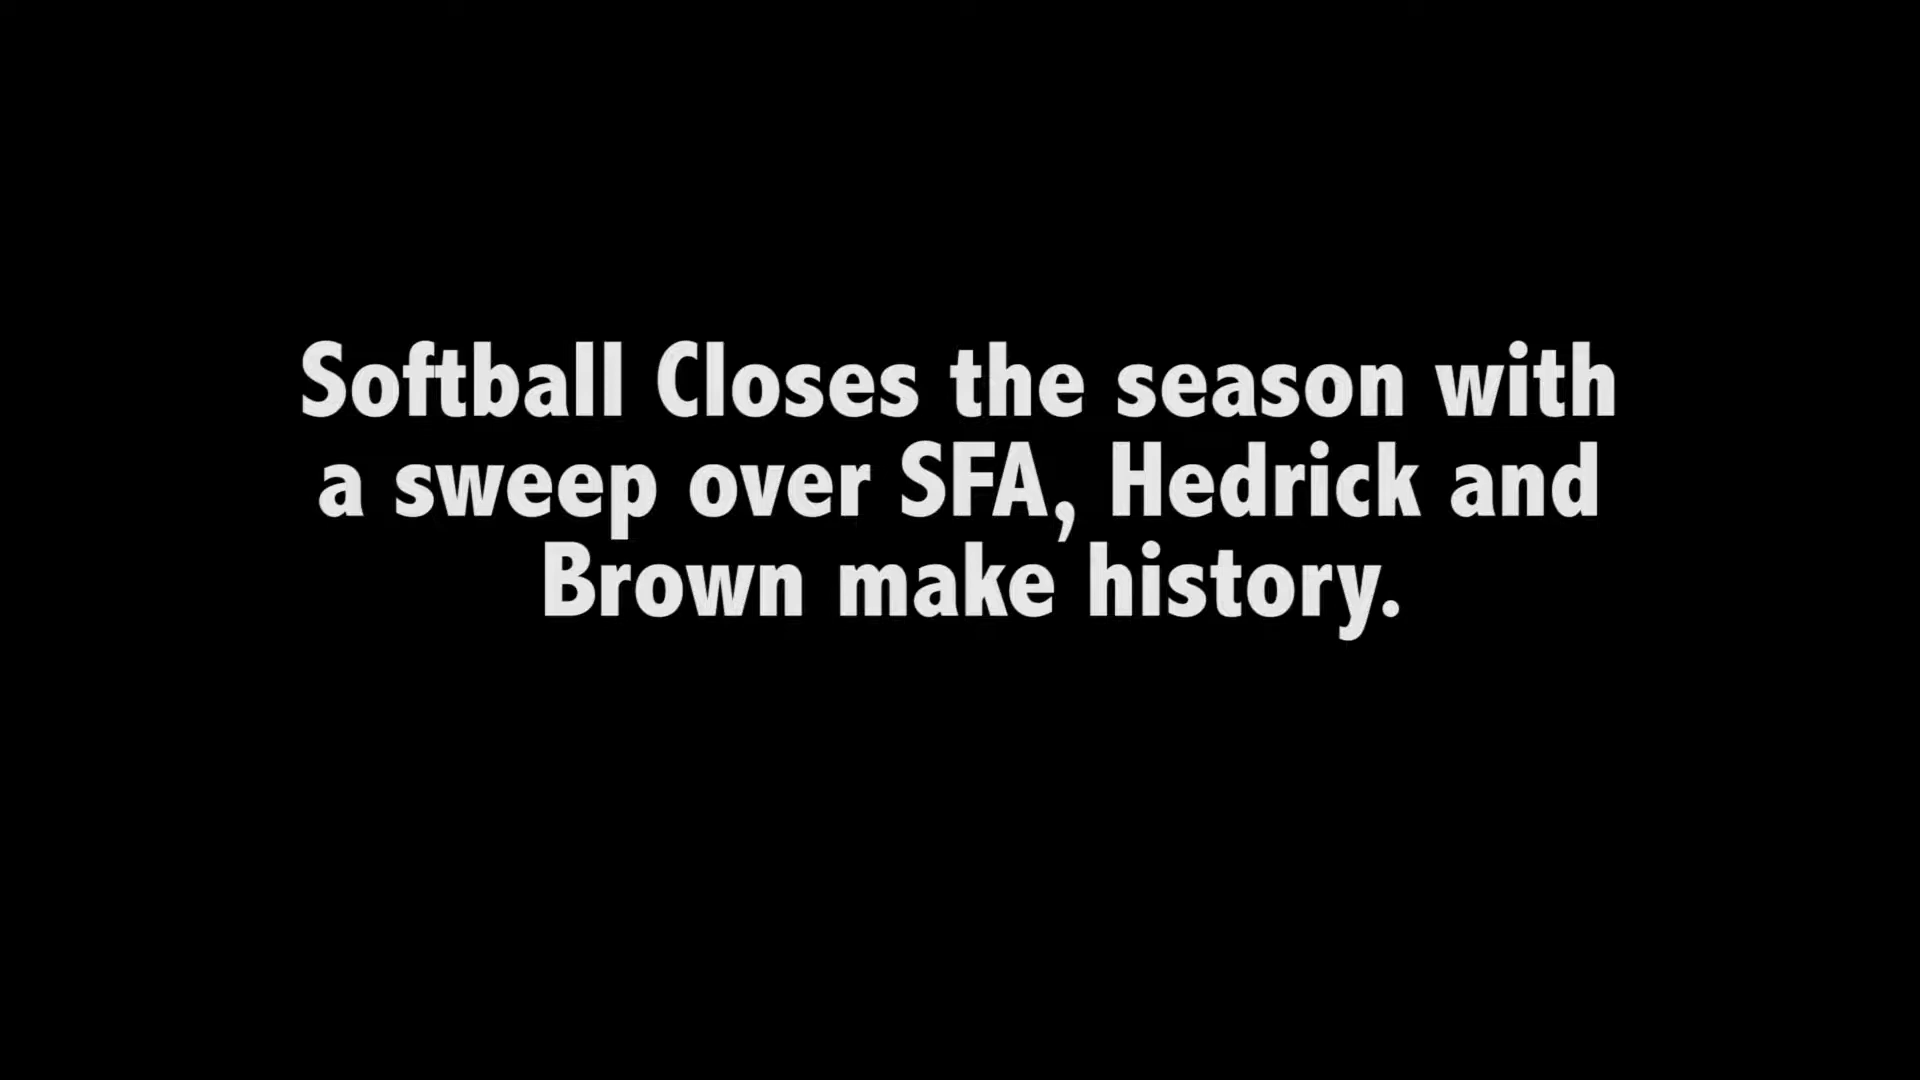 Softball Closes the season with
a sweep over SFA, Hedrick and
Brown make history.